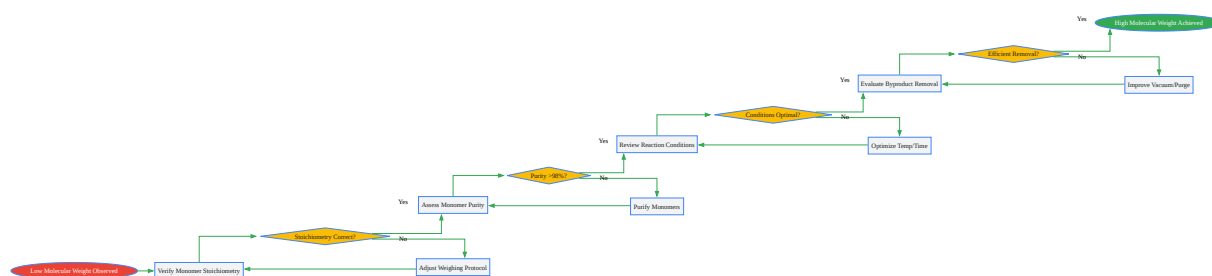 Yes
High Molecular Weight Achieved
Efficient Removal?
No
Yes
Evaluate Byproduct Removal
Improve Vacuum/Purge
Conditions Optimal?
No
Yes
Review Reaction Conditions
Optimize Temp/Time
Purity >98%?
No
Yes
Assess Monomer Purity
Purify Monomers
Stoichiometry Correct?
No
Low Molecular Weight Observed
Verify Monomer Stoichiometry
Adjust Weighing Protocol